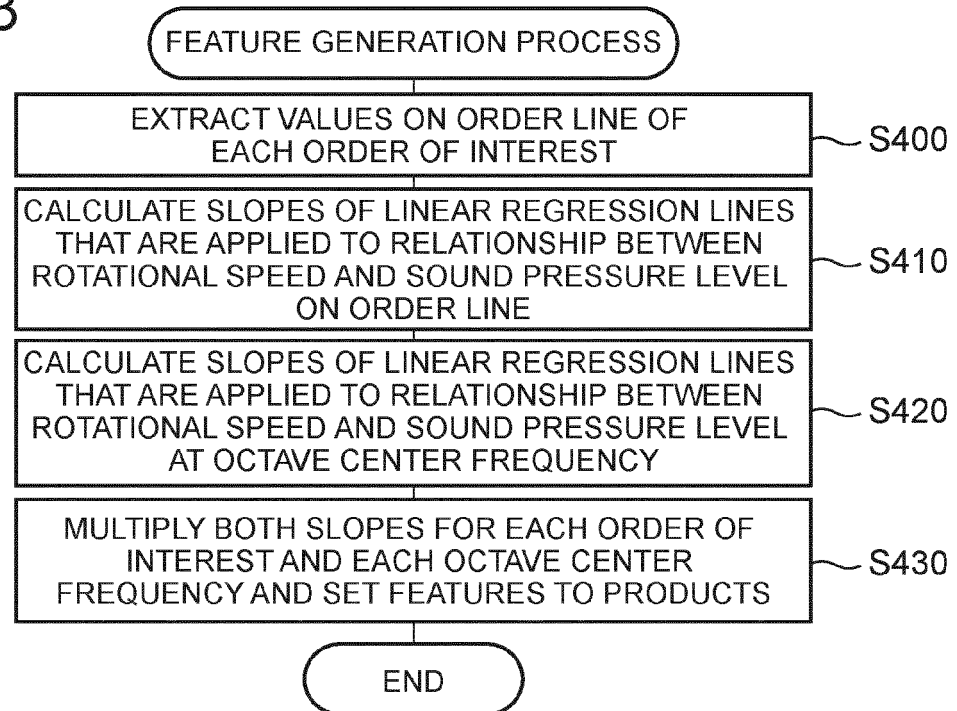 FEATURE GENERATION PROCESS
EXTRACT VALUES ON ORDER LINE OF
EACH ORDER OF INTEREST
S400
CALCULATE SLOPES OF LINEAR REGRESSION LINES
THAT ARE APPLIED TO RELATIONSHIP BETWEEN
ROTATIONAL SPEED AND SOUND PRESSURE LEVEL
ON ORDER LINE
S410
CALCULATE SLOPES OF LINEAR REGRESSION LINES
THAT ARE APPLIED TO RELATIONSHIP BETWEEN
ROTATIONAL SPEED AND SOUND PRESSURE LEVEL
AT OCTAVE CENTER FREQUENCY
S420
MULTIPLY BOTH SLOPES FOR EACH ORDER OF
INTEREST AND EACH OCTAVE CENTER
FREQUENCY AND SET FEATURES TO PRODUCTS
S430
END